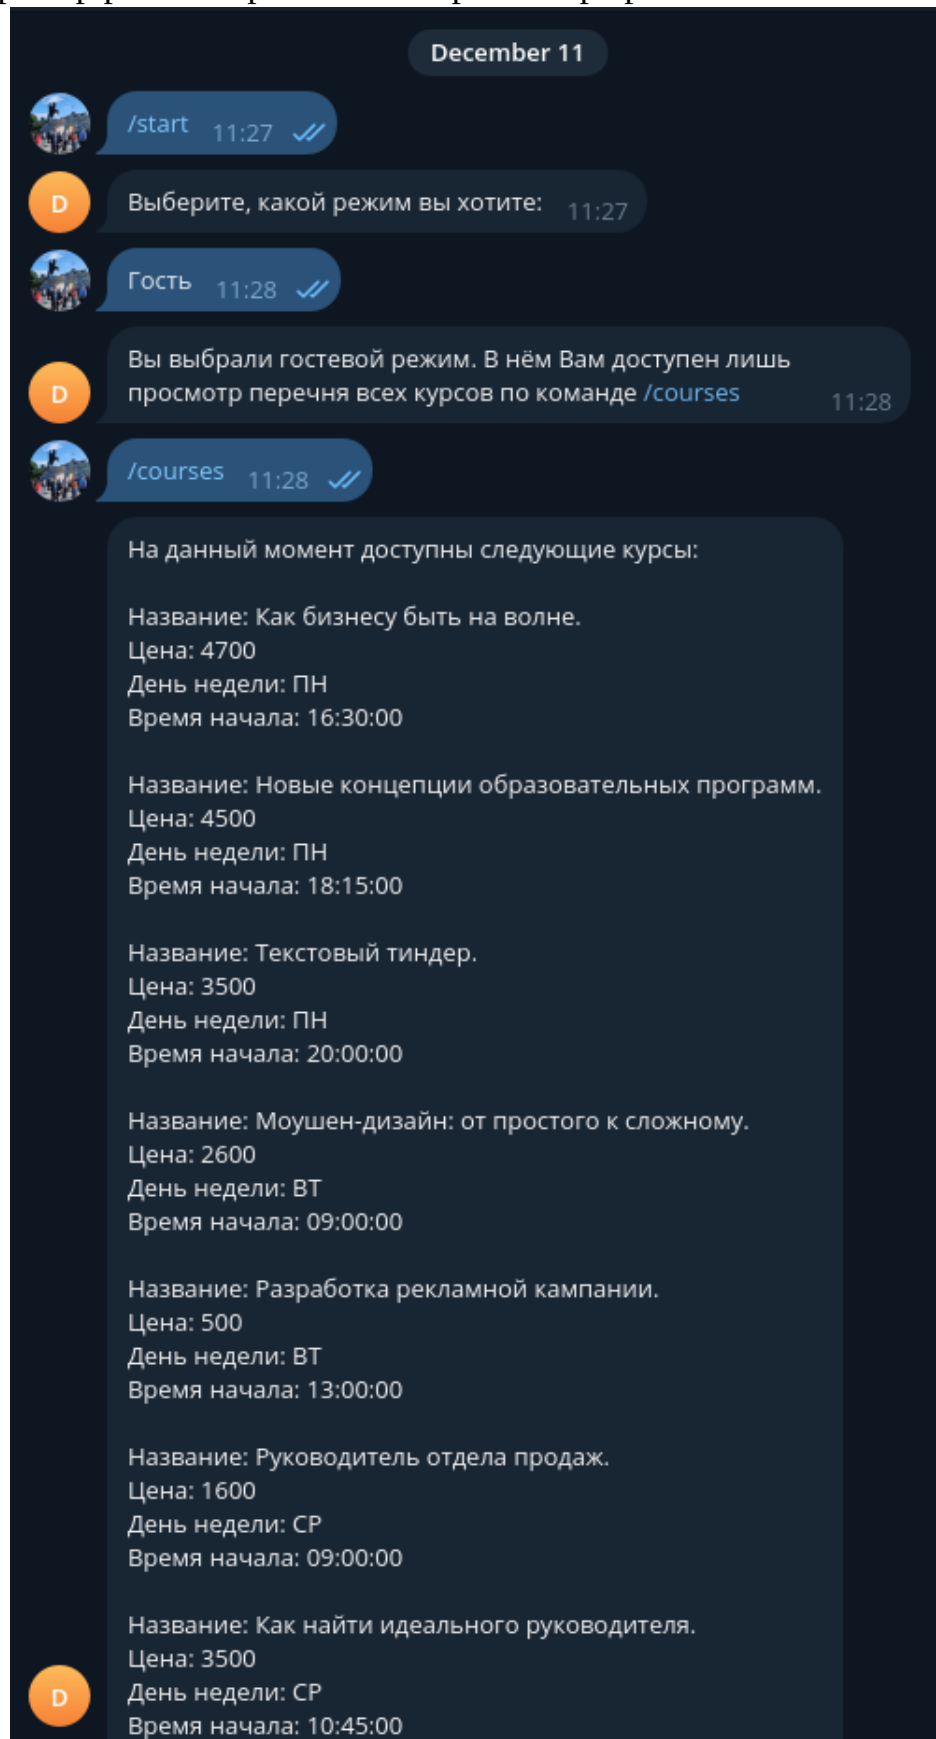 December 11
/start 11:27
D
Выберите, какой режим вы хотите: 11:27
Гость 11:28
Вы выбрали гостевой режим. В нём Вам доступен лишь
просмотр перечня всех курсов по команде /courses 11:28
D
/courses 11:28
На данный момент доступны следующие курсы:
Название: Как бизнесу быть на волне.
Цена: 4700
День недели: ПН
Время начала: 16:30:00
Название: Новые концепции образовательных программ.
Цена: 4500
День недели: ПН
Время начала: 18:15:00
Название: Текстовый тиндер.
Цена: 3500
День недели: ПН
Время начала: 20:00:00
Название: Моушен-дизайн: от простого к сложному.
Цена: 2600
День недели: ВТ
Время начала: 09:00:00
Название: Разработка рекламной кампании.
Цена: 500
День недели: ВТ
Время начала: 13:00:00
Название: Руководитель отдела продаж.
Цена: 1600
День недели: СР
Время начала: 09:00:00
Название: Как найти идеального руководителя.
Цена: 3500
D
День недели: СР
Время начала: 10:45:00